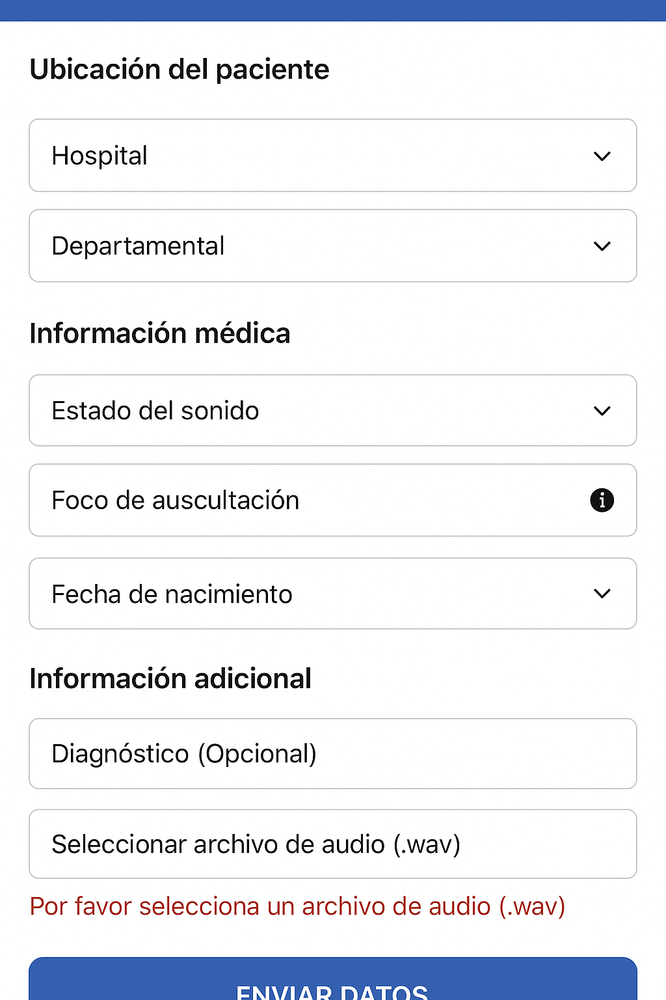 Ubicación del paciente
Hospital
Departamental
Información médica
Estado del sonido
Foco de auscultación
Fecha de nacimiento
Información adicional
Diagnóstico (Opcional)
Seleccionar archivo de audio (.wav)
Por favor selecciona un archivo de audio (.wav)
ENVIAR DATOS